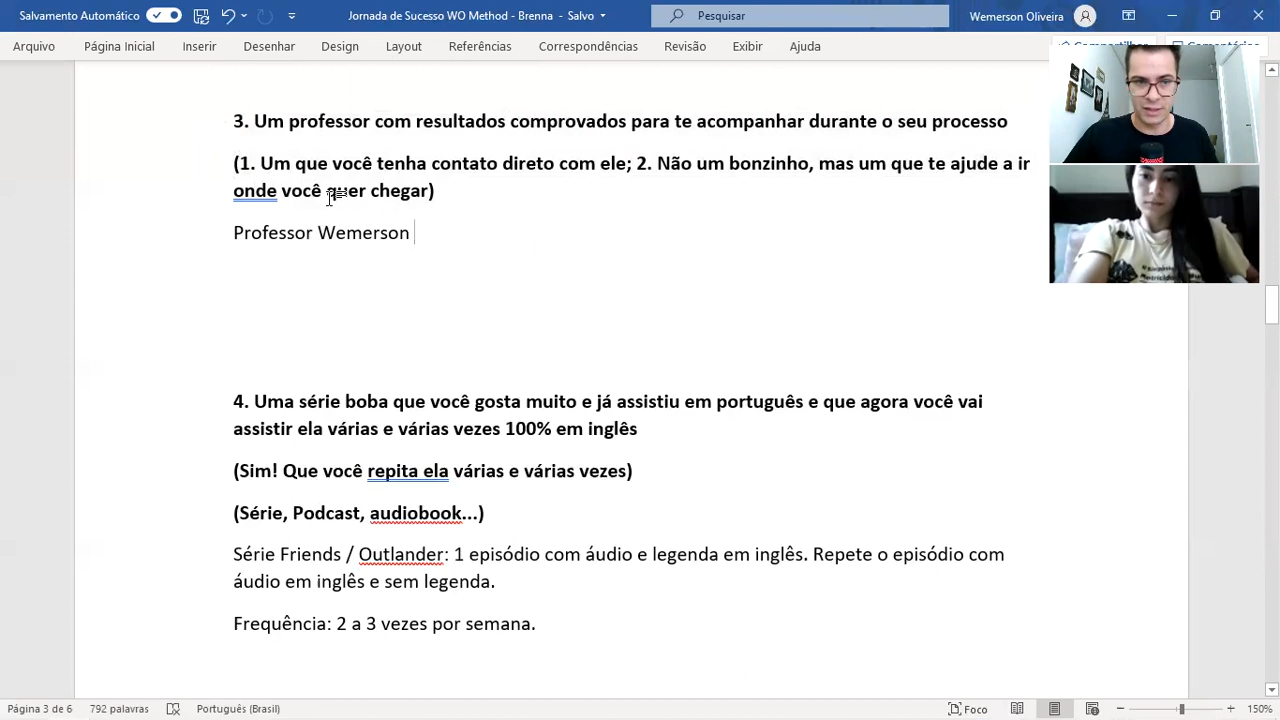 Salvamento Automático
Jornada de Sucesso WO Method - Brenna - Salvo
Pesquisar
Wemerson Oliveira
Arquivo Página Inicial Inserir Desenhar Design Layout Referências Correspondências Revisão Exibir Ajuda
3. Um professor com resultados comprovados para te acompanhar durante o seu processo
(1. Um que você tenha contato direto com ele; 2. Não um bonzinho, mas um que te ajude a ir
onde você quer chegar)
Professor Wemerson
4. Uma série boba que você gosta muito e já assistiu em português e que agora você vai
assistir ela várias e várias vezes 100% em inglês
(Sim! Que você repita ela várias e várias vezes)
(Série, Podcast, audiobook...)
Série Friends / Outlander: 1 episódio com áudio e legenda em inglês. Repete o episódio com
áudio em inglês e sem legenda.
Frequência: 2 a 3 vezes por semana.
Página 3 de 6 792 palavras Português (Brasil) Foco 150%